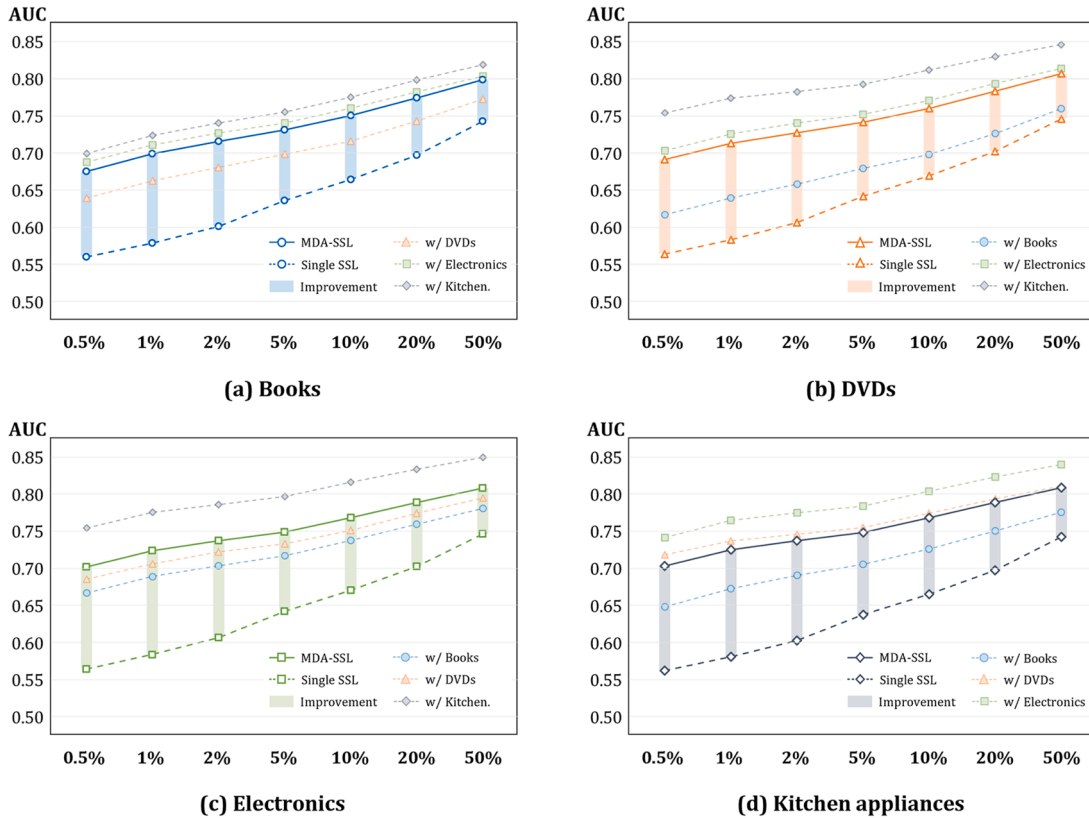 AUC
0.85
0.80
0.75
0.70
0.65
0.60
0.55
0.50
MDA-SSL
Single SSL
Improvement
w/ DVDs
w/ Electronics
w/ Kitchen.
0.5% 1% 2% 5% 10% 20% 50%
(a) Books
AUC
0.85
0.80
0.75
0.70
0.65
0.60
0.55
0.50
MDA-SSL
Single SSL
Improvement
w/ Books
w/ Electronics
w/ Kitchen.
0.5% 1% 2% 5% 10% 20% 50%
(b) DVDs
AUC
0.85
0.80
0.75
0.70
0.65
0.60
0.55
0.50
MDA-SSL
Single SSL
Improvement
w/ Books
w/ DVDs
w/ Kitchen.
0.5% 1% 2% 5% 10% 20% 50%
(c) Electronics
AUC
0.85
0.80
0.75
0.70
0.65
0.60
0.55
0.50
MDA-SSL
Single SSL
Improvement
w/ Books
w/ DVDs
w/ Electronics
0.5% 1% 2% 5% 10% 20% 50%
(d) Kitchen appliances